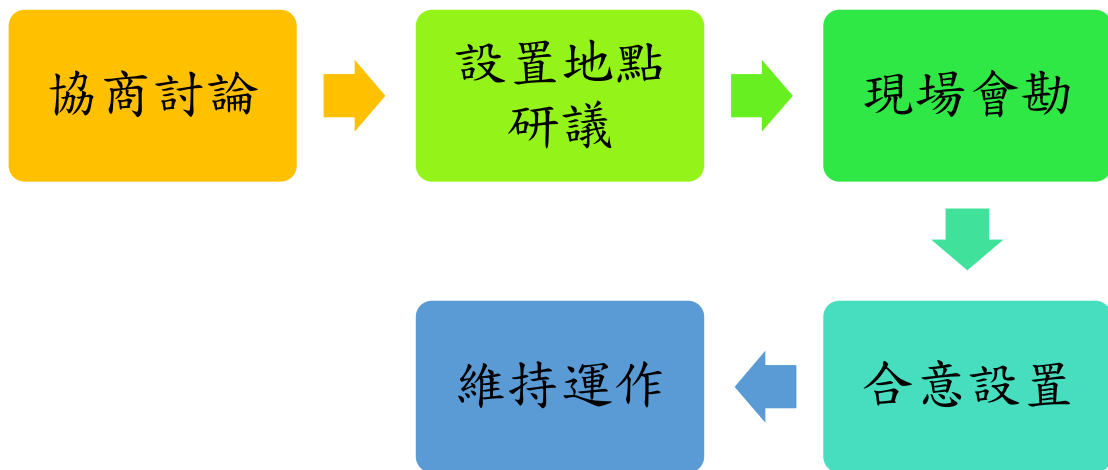 協商討論
設置地點
研議
現場會勘
合意設置
維持運作